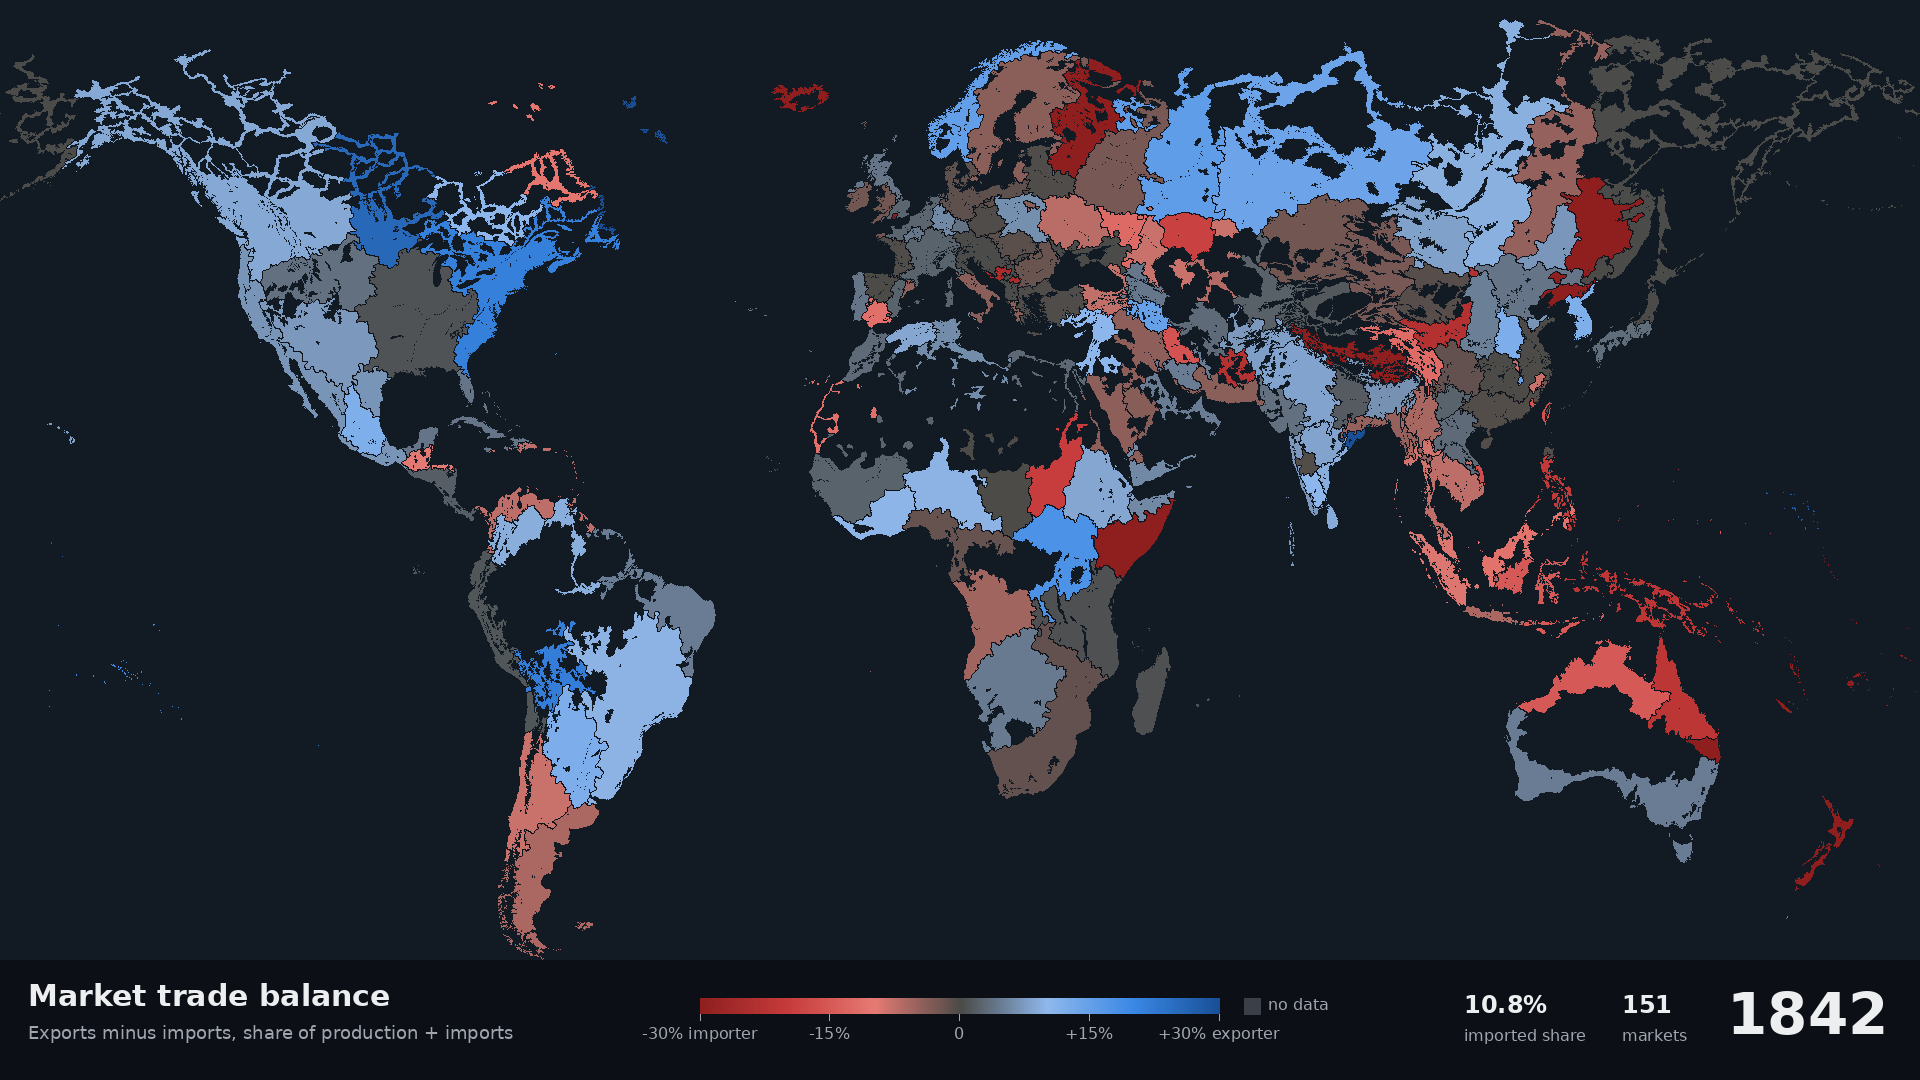 Market trade balance
Exports minus imports, share of production + imports
-30% importer
-15%
0
+15%
+30% exporter
no data
10.8%
imported share
151
markets
1842